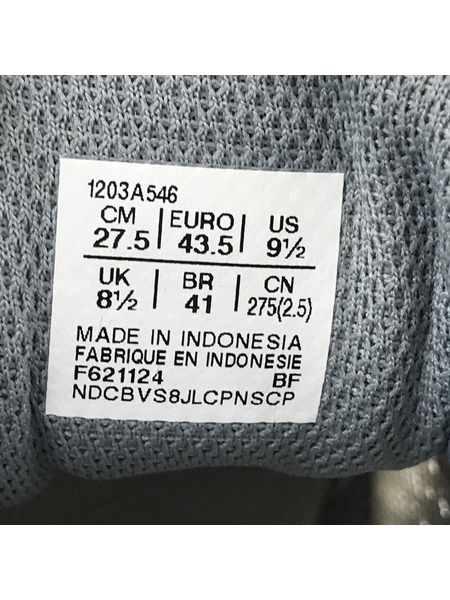 1203A546
CM EURO US
27.5 43.5 9½
UK BR CN
8½ 41 275(2.5)
MADE IN INDONESIA
FABRIQUE EN INDONESIE
F621124 BF
NDCBVS8JLCPNSCP